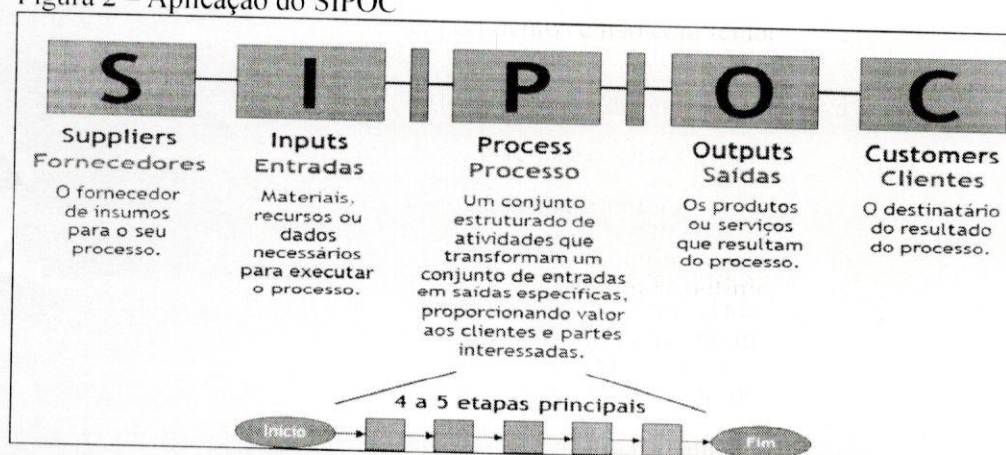 Figura 2 – Aplicação do SIPOC
S I P O C
Suppliers
Fornecedores
O fornecedor
de insumos
para o seu
processo.
Inputs
Entradas
Materiais,
recursos ou
dados
necessários
para executar
o processo.
Process
Processo
Um conjunto
estruturado de
atividades que
transformam um
conjunto de entradas
em saídas específicas,
proporcionando valor
aos clientes e partes
interessadas.
Outputs
Saídas
Os produtos
ou serviços
que resultam
do processo.
Customers
Clientes
O destinatário
do resultado
do processo.
4 a 5 etapas principais
Início
Fim